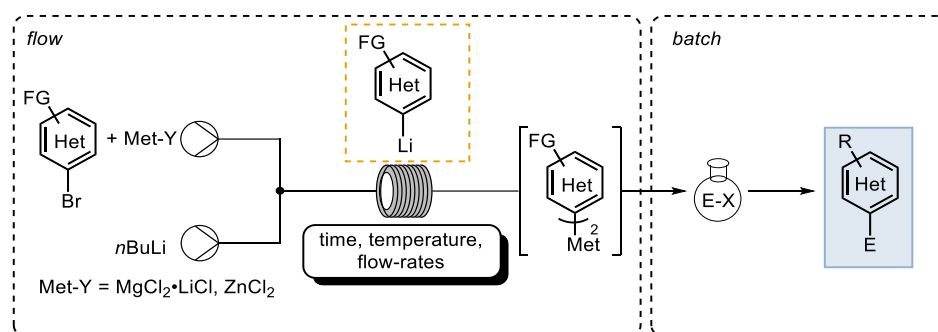 flow
batch
FG
Het
Br
+ Met-Y
nBuLi
Met-Y = MgCl2•LiCl, ZnCl2
FG
Het
Li
time, temperature,
flow-rates
FG
Het
2
Met
E-X
R
Het
E